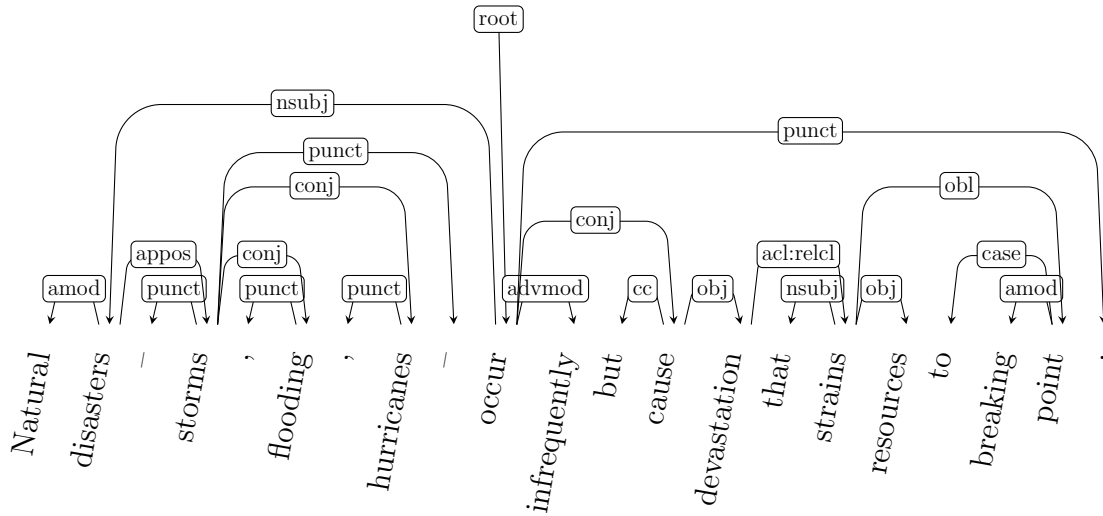 root
nsubj
punct
punct
conj
obl
conj
appos conj acl:relcl case
amod punct punct punct advmod cc obj nsubj obj amod
Natural disasters – storms , flooding , hurricanes – occur infrequently but cause devastation that strains resources to breaking point .